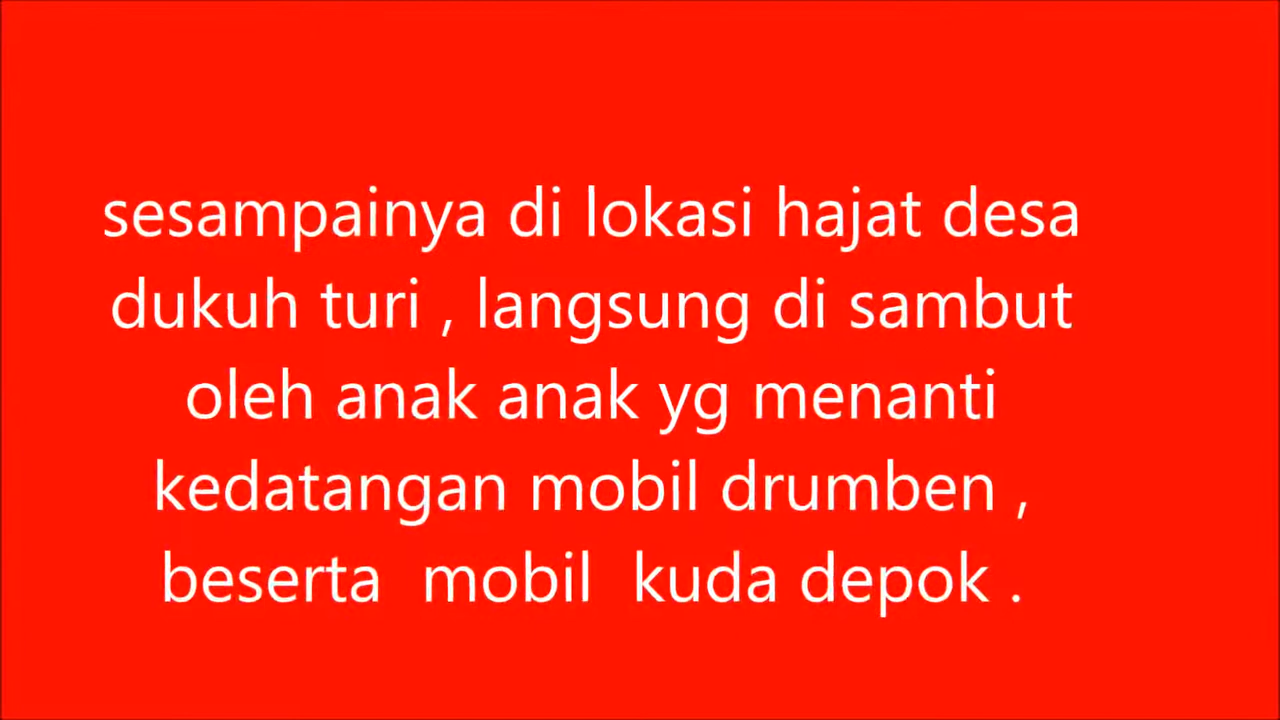 sesampainya di lokasi hajat desa
dukuh turi , langsung di sambut
oleh anak anak yg menanti
kedatangan mobil drumben ,
beserta  mobil  kuda depok .